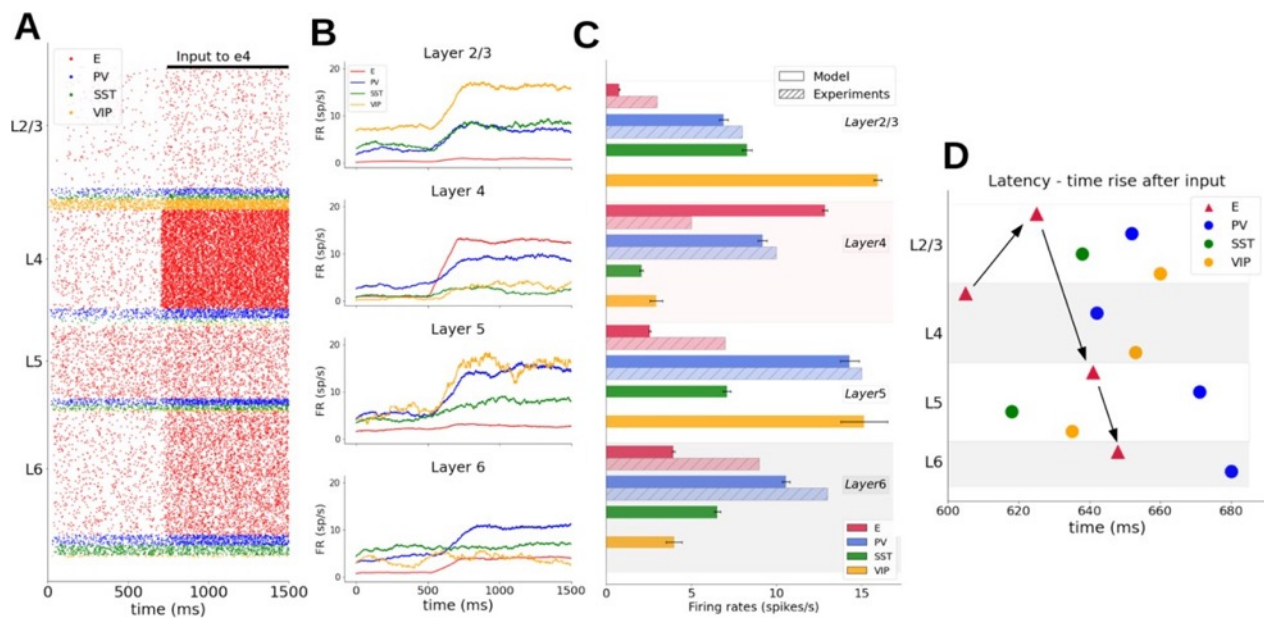 A
Input to e4
E
PV
SST
VIP
L2/3
L4
L5
L6
0
500
1000
1500
time (ms)
B
Layer 2/3
E
PV
SST
VIP
20
10
0
FR (sp/s)
Layer 4
20
10
0
FR (sp/s)
Layer 5
20
10
0
FR (sp/s)
Layer 6
20
10
0
FR (sp/s)
0
500
1000
1500
time (ms)
C
Model
Experiments
Layer2/3
Layer4
Layer5
Layer6
E
PV
SST
VIP
0
5
10
15
Firing rates (spikes/s)
D
Latency - time rise after input
E
PV
SST
VIP
L2/3
L4
L5
L6
600
620
640
660
680
time (ms)